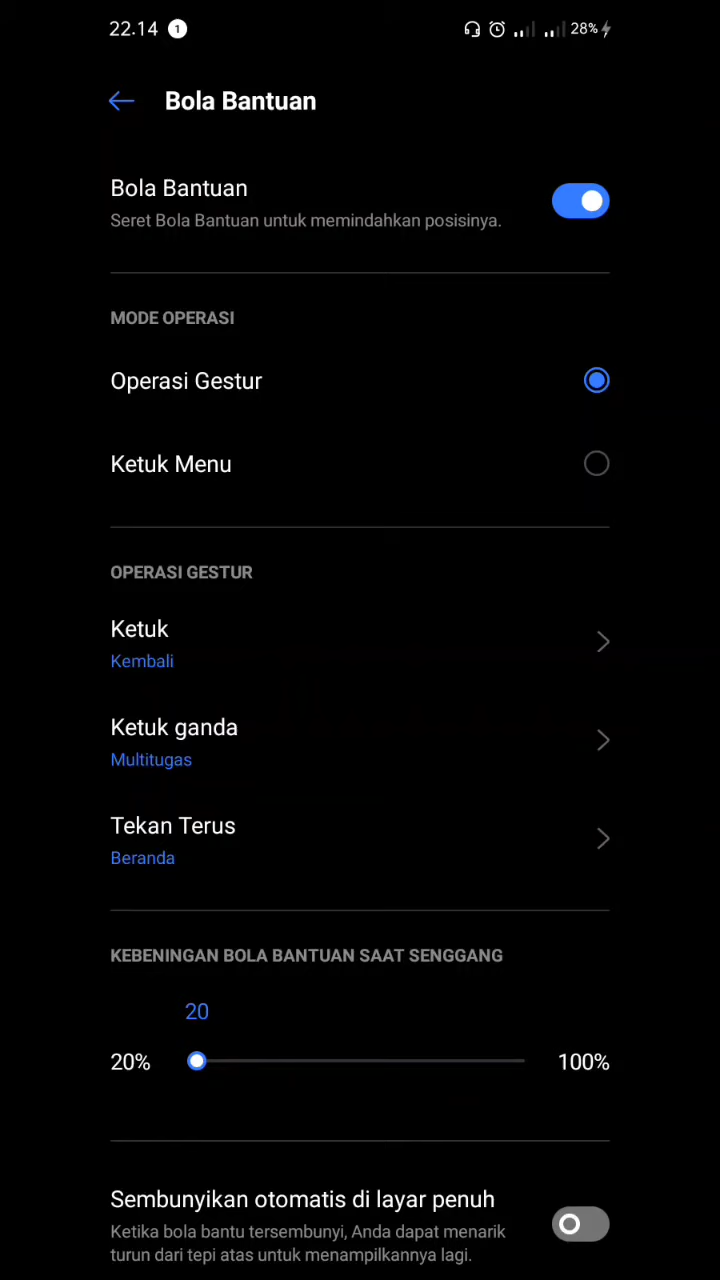 22.14 1 28%
Bola Bantuan
Bola Bantuan
Seret Bola Bantuan untuk memindahkan posisinya.
MODE OPERASI
Operasi Gestur
Ketuk Menu
OPERASI GESTUR
Ketuk
Kembali
Ketuk ganda
Multitugas
Tekan Terus
Beranda
KEBENINGAN BOLA BANTUAN SAAT SENGGANG
20
20% 100%
Sembunyikan otomatis di layar penuh
Ketika bola bantu tersembunyi, Anda dapat menarik
turun dari tepi atas untuk menampilkannya lagi.